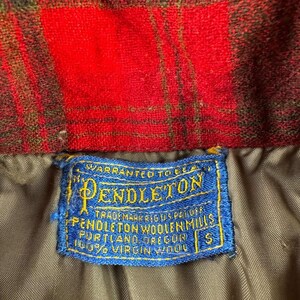 WARRANTED TO BE A
"PENDLETON"
TRADE MARK REG. U.S. PAT. OFF.
PENDLETON WOOLEN MILLS
PORTLAND, OREGON
100% VIRGIN WOOL
S